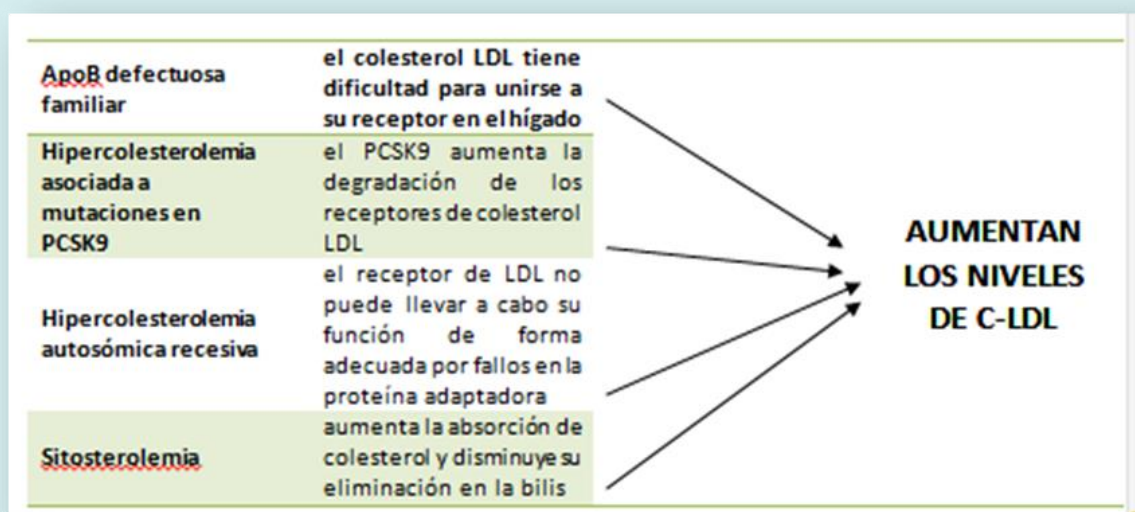 ApoB defectuosa
familiar
el colesterol LDL tiene
dificultad para unirse a
su receptor en el hígado
Hipercolesterolemia
asociada a
mutaciones en
PCSK9
el PCSK9 aumenta la
degradación de los
receptores de colesterol
LDL
Hipercolesterolemia
autosómica recesiva
el receptor de LDL no
puede llevar a cabo su
función de forma
adecuada por fallos en la
proteína adaptadora
Sitosterolemia
aumenta la absorción de
colesterol y disminuye su
eliminación en la bilis
AUMENTAN
LOS NIVELES
DE C-LDL